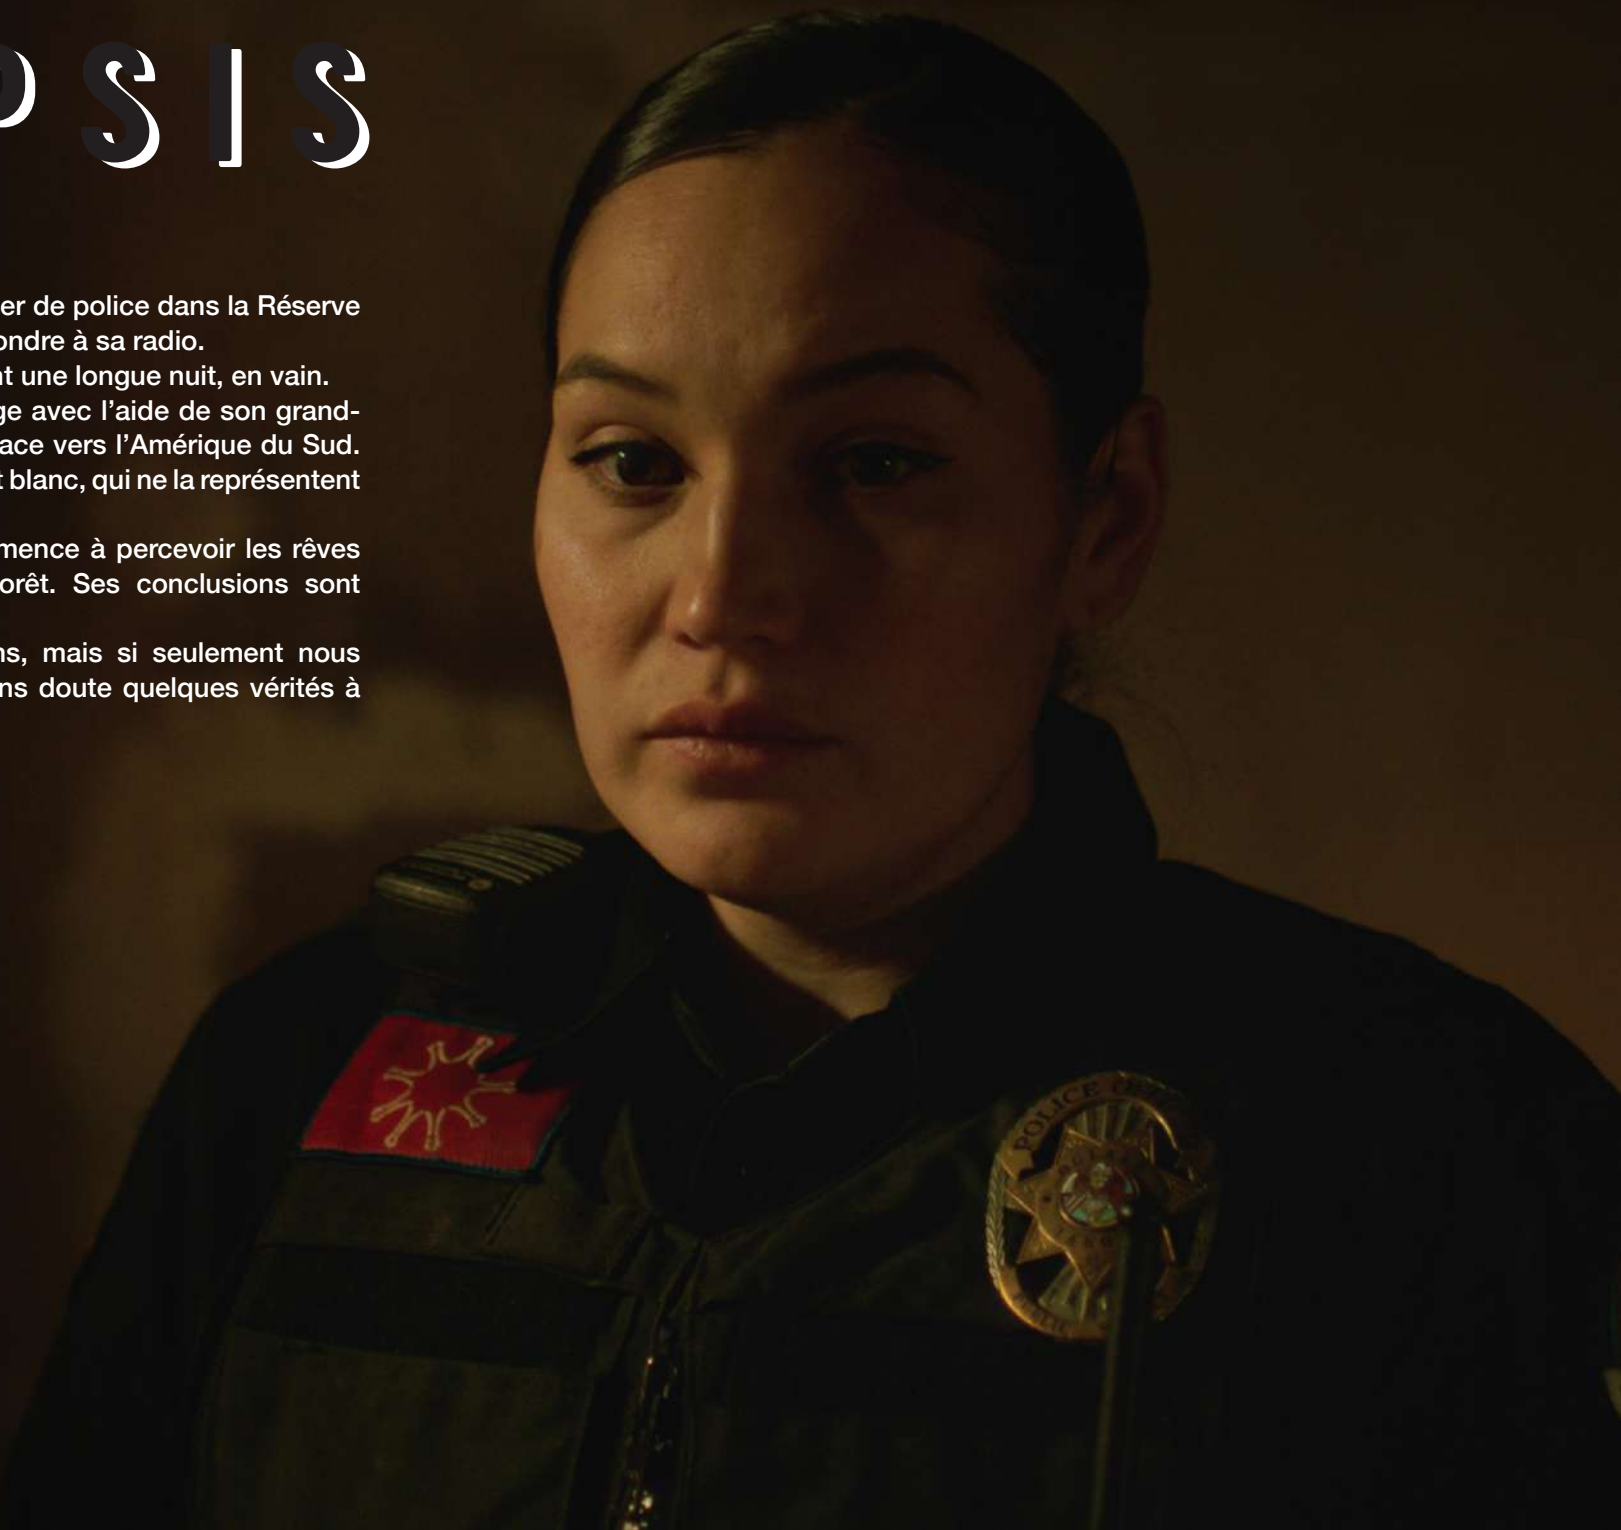 PSIS
er de police dans la Réserve
ondre à sa radio.
nt une longue nuit, en vain.
ge avec l’aide de son grand-
ace vers l’Amérique du Sud.
t blanc, qui ne la représentent
mence à percevoir les rêves
orêt. Ses conclusions sont
ns, mais si seulement nous
ns doute quelques vérités à
POLICE